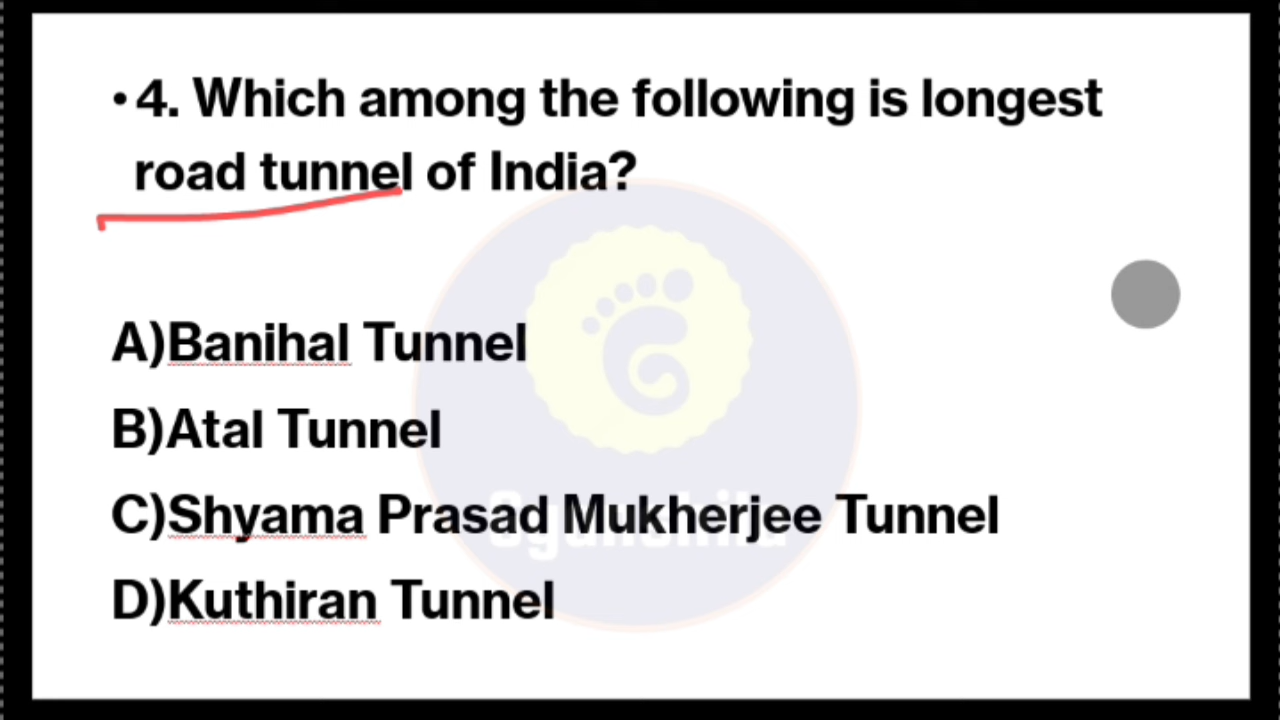 •4. Which among the following is longest
road tunnel of India?
A)Banihal Tunnel
B)Atal Tunnel
C)Shyama Prasad Mukherjee Tunnel
D)Kuthiran Tunnel